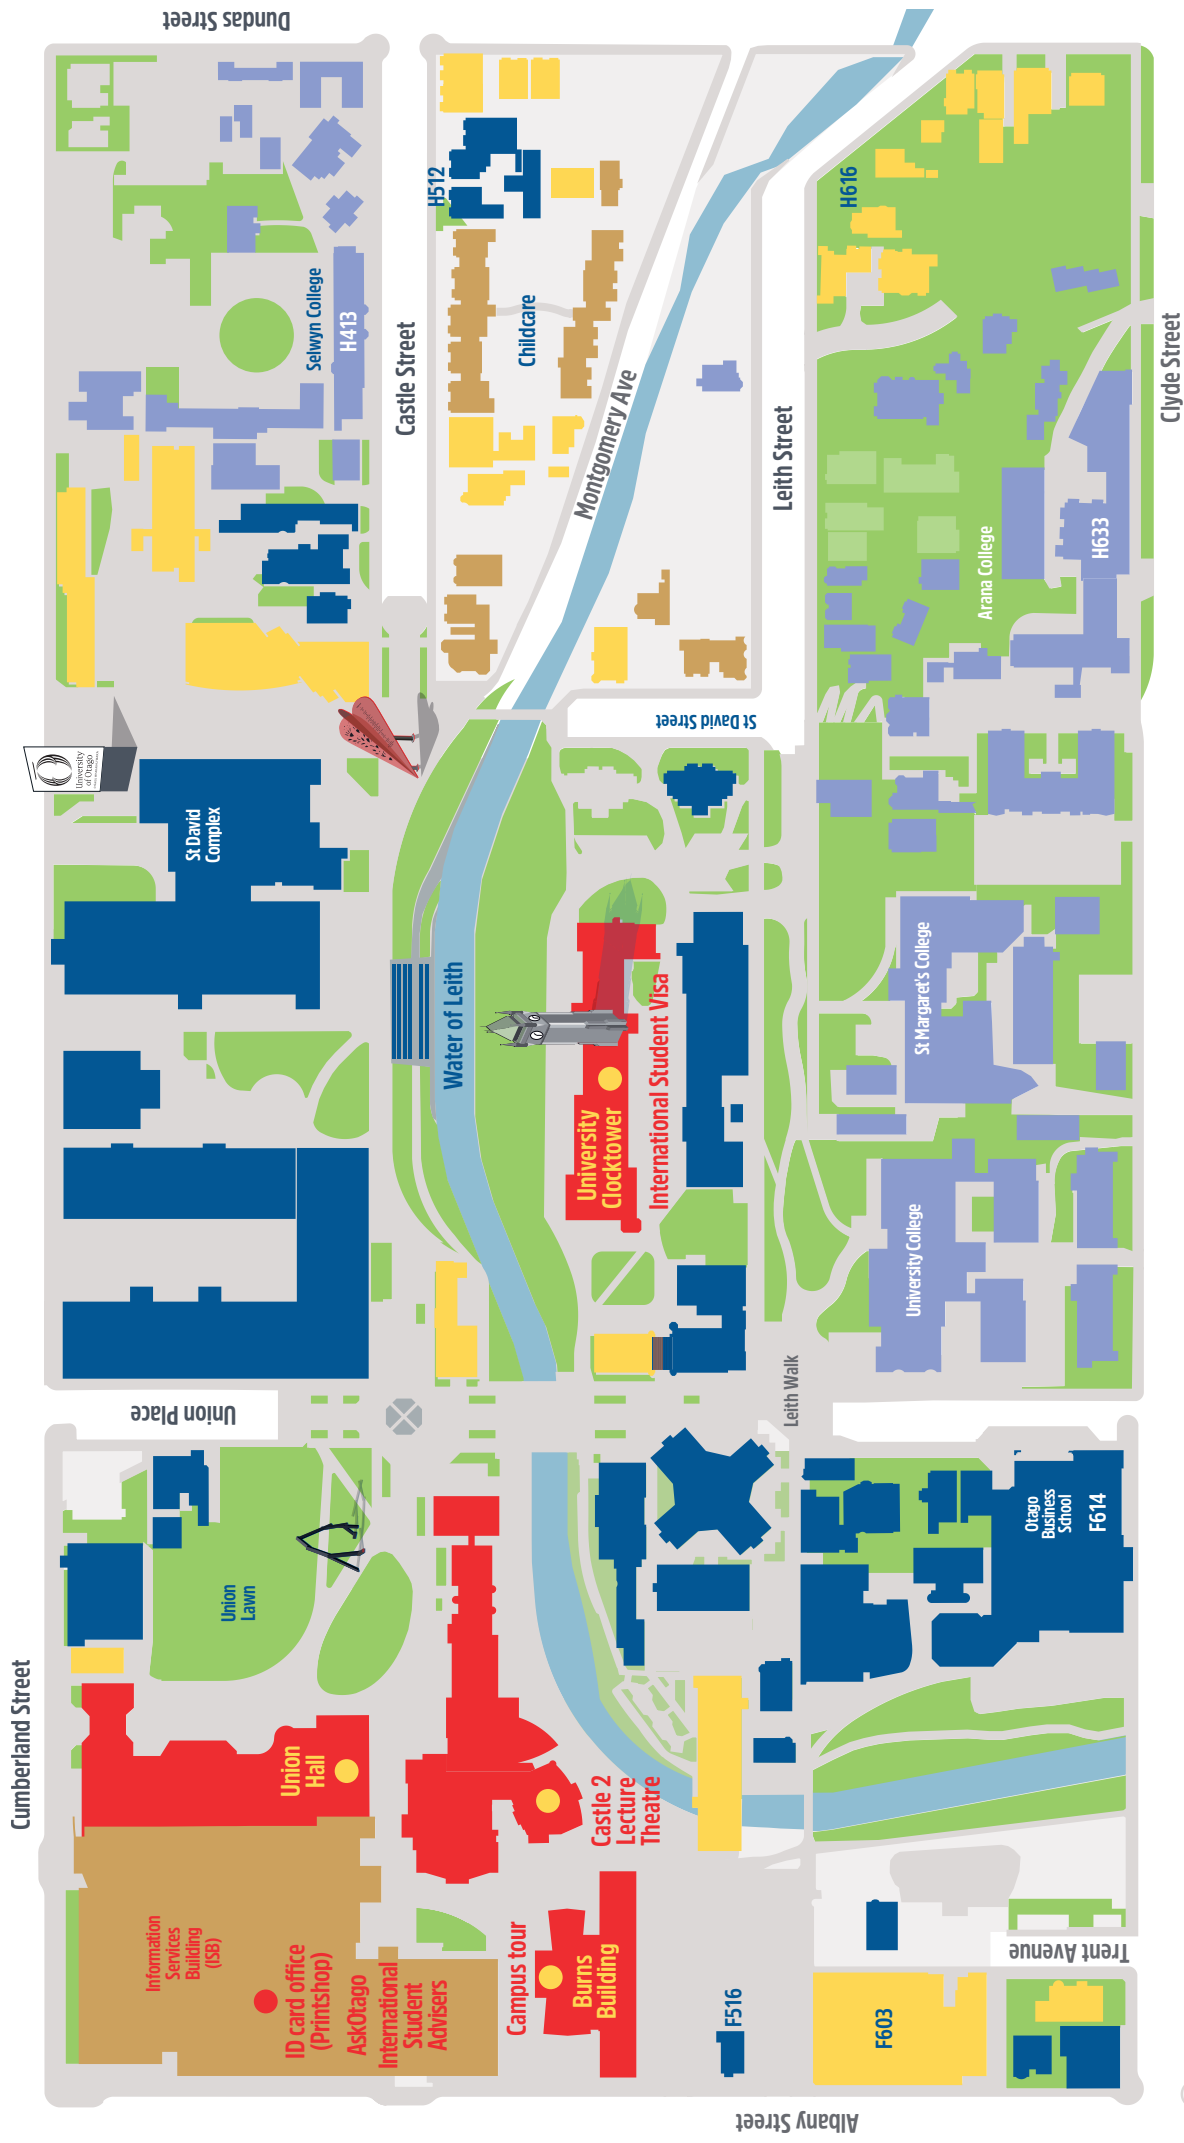 Dundas Street
H512
H616
Selwyn College
H413
Castle Street
Childcare
Montgomery Ave
Leith Street
Clyde Street
Arana College
H633
St David Street
University
of Otago
St David
Complex
Water of Leith
University
Clocktower
International Student Visa
St Margaret's College
University College
Union Place
Leith Walk
Otago
Business
School
F614
Union
Lawn
Cumberland Street
Union
Hall
Castle 2
Lecture
Theatre
Information
Services
Building
(ISB)
ID card office
(Printshop)
AskOtago
International
Student
Advisers
Campus tour
Burns
Building
F516
F603
Trent Avenue
Albany Street